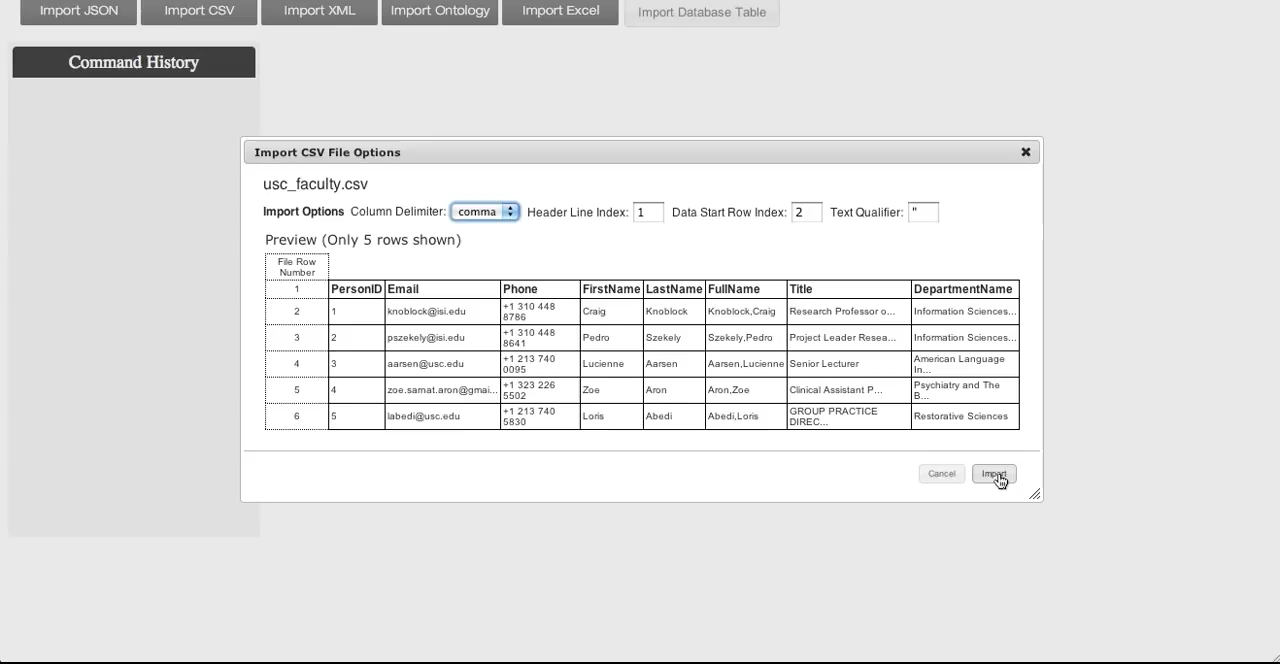 Import JSON Import CSV Import XML Import Ontology Import Excel Import Database Table
Command History
Import CSV File Options
usc_faculty.csv
Import Options Column Delimiter: comma Header Line Index: 1 Data Start Row Index: 2 Text Qualifier: "
Preview (Only 5 rows shown)
File Row
Number
1 PersonID Email Phone FirstName LastName FullName Title DepartmentName
2 1 knoblock@isi.edu +1 310 448 8786 Craig Knoblock Knoblock,Craig Research Professor o... Information Sciences...
3 2 pszekely@isi.edu +1 310 448 8641 Pedro Szekely Szekely,Pedro Project Leader Resea... Information Sciences...
4 3 aarsen@usc.edu +1 213 740 0095 Lucienne Aarsen Aarsen,Lucienne Senior Lecturer American Language In...
5 4 zoe.samat.aron@gmai... +1 323 226 5502 Zoe Aron Aron,Zoe Clinical Assistant P... Psychiatry and The B...
6 5 labedi@usc.edu +1 213 740 5830 Loris Abedi Abedi,Loris GROUP PRACTICE DIREC... Restorative Sciences
Cancel Import